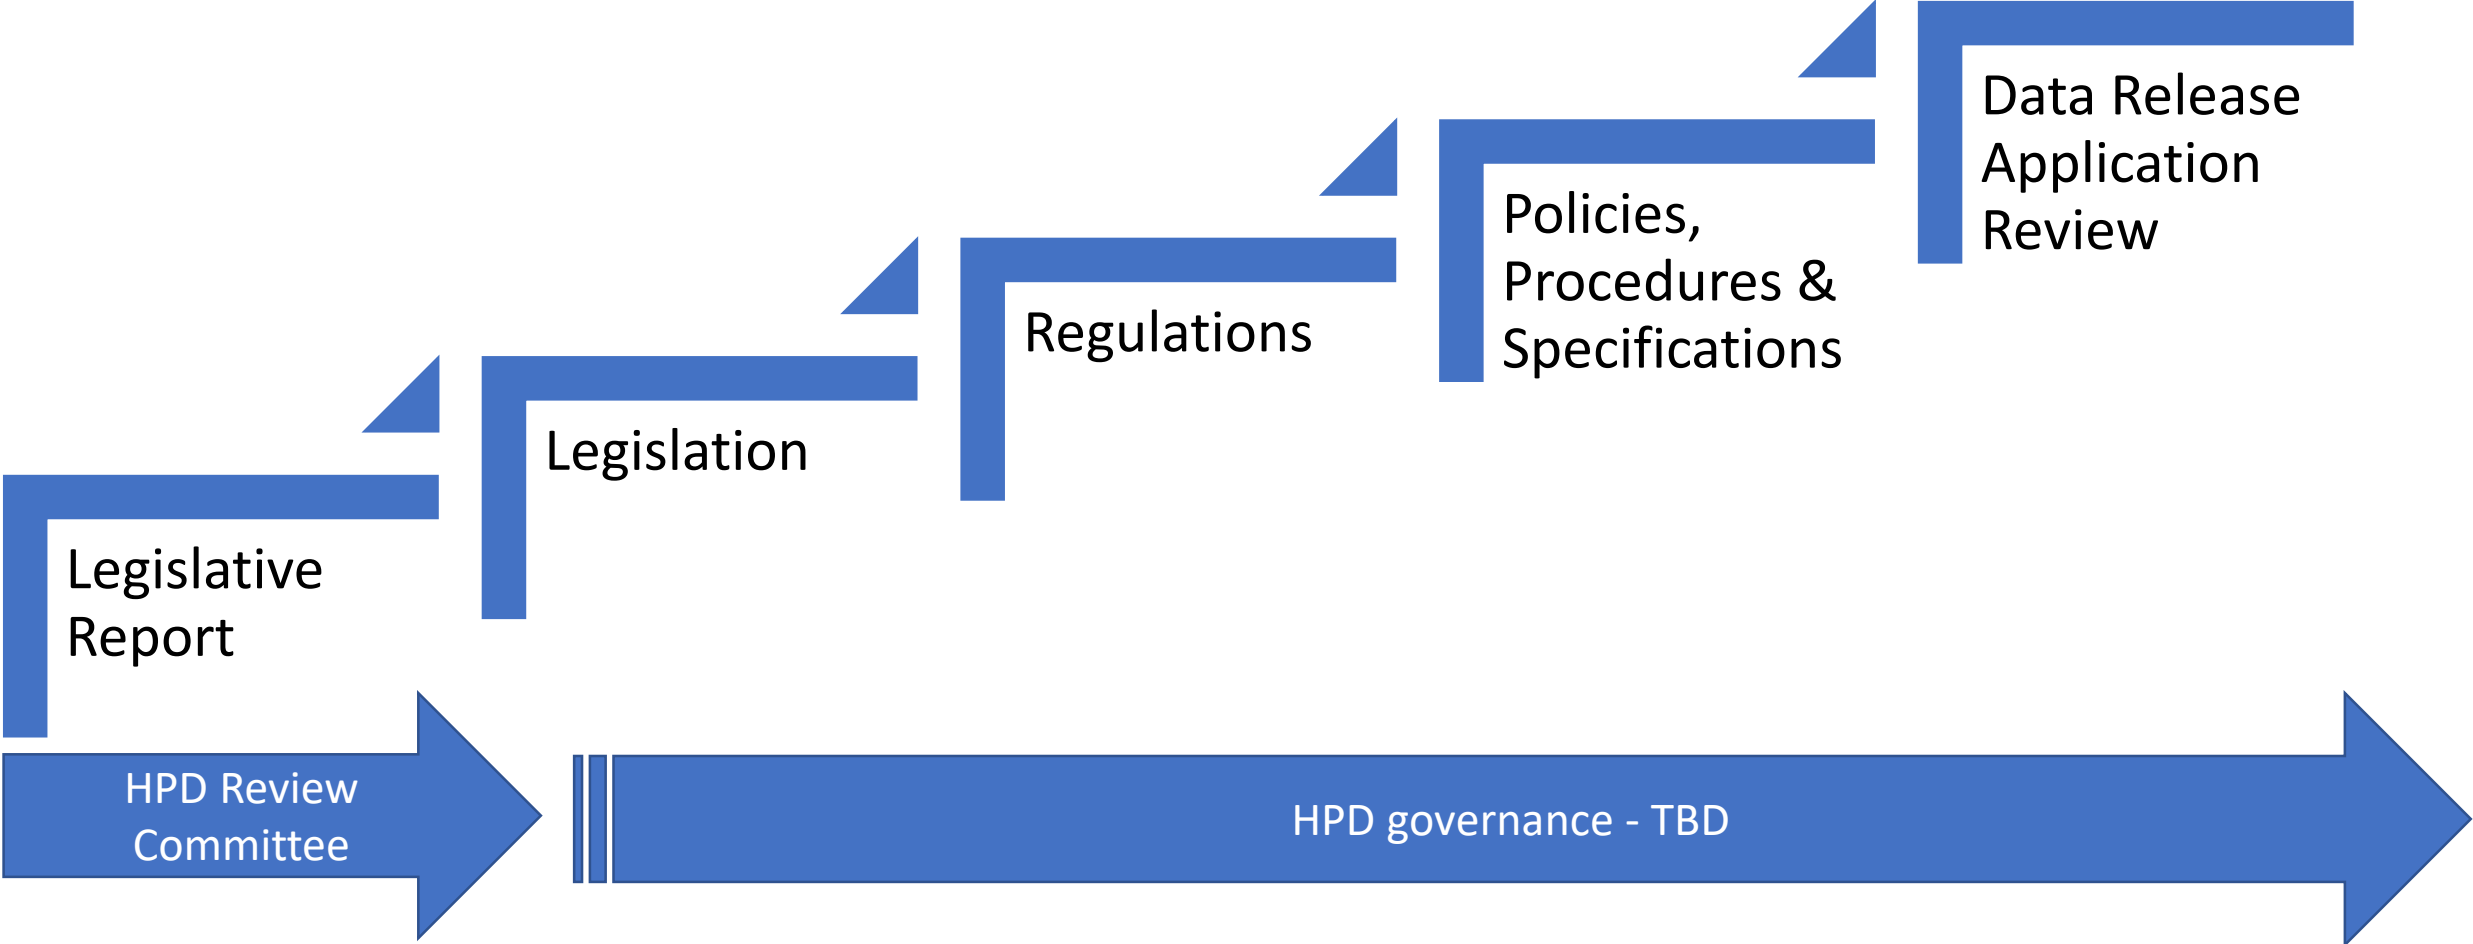 Legislative
Report
Legislation
Regulations
Policies,
Procedures &
Specifications
Data Release
Application
Review
HPD Review
Committee
HPD governance - TBD